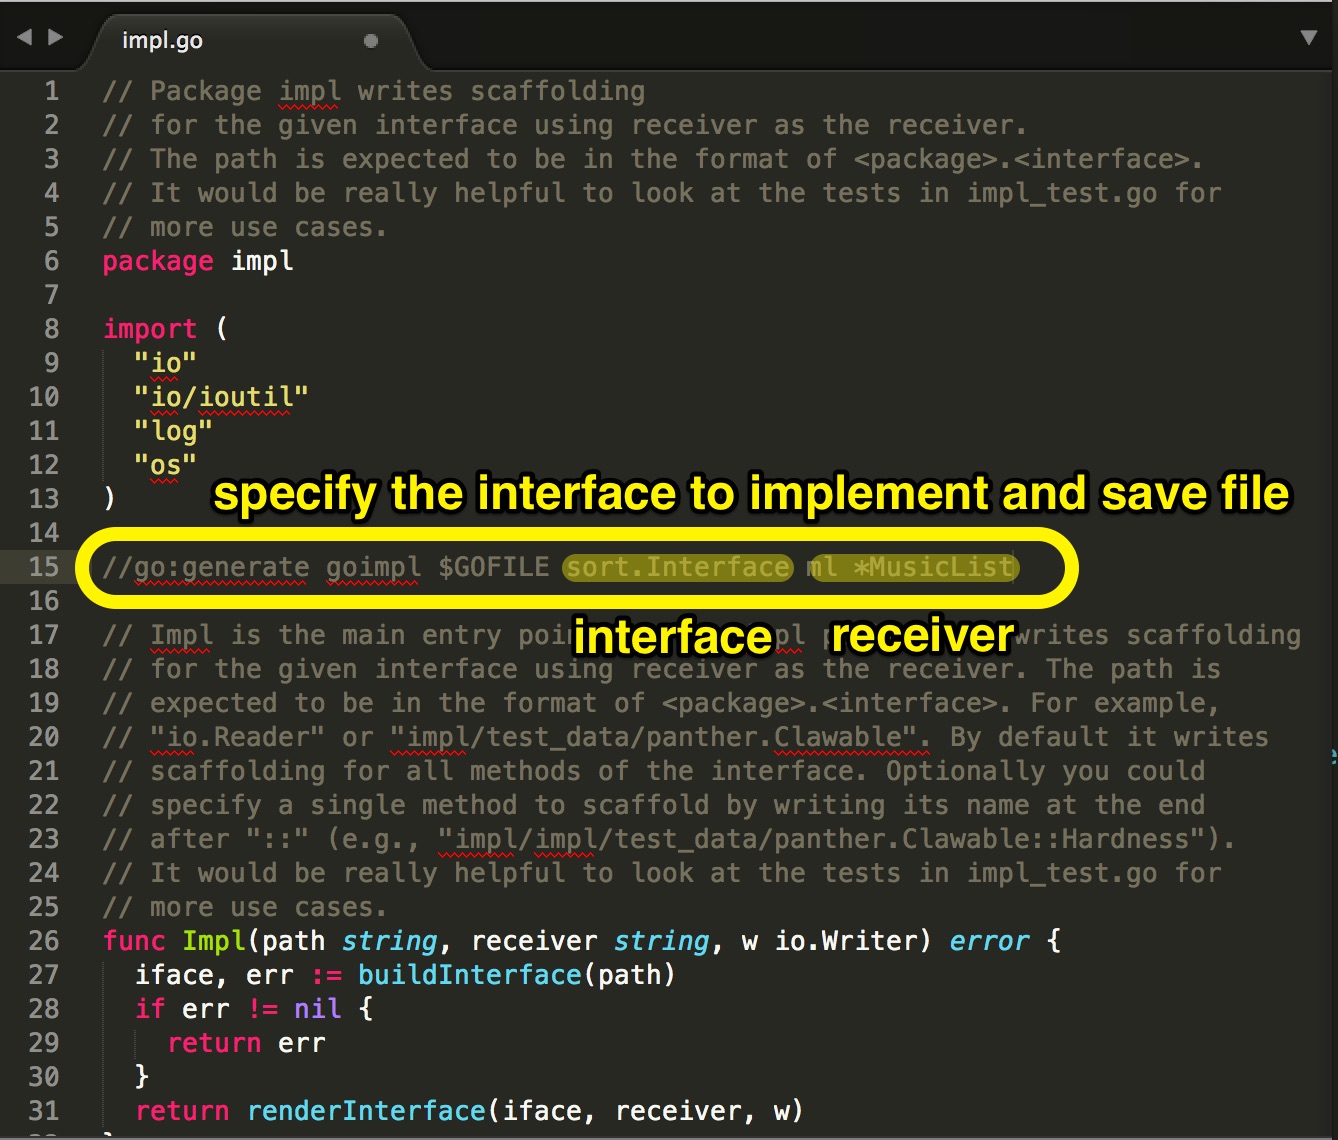 impl.go
1 // Package impl writes scaffolding
2 // for the given interface using receiver as the receiver.
3 // The path is expected to be in the format of <package>.<interface>.
4 // It would be really helpful to look at the tests in impl_test.go for
5 // more use cases.
6 package impl
7
8 import (
9 "io"
10 "io/ioutil"
11 "log"
12 "os"
specify the interface to implement and save file
13 )
14
15 //go:generate goimpl $GOFILE sort.Interface ml *MusicList
16
interface receiver
17 // Impl is the main entry pl writes scaffolding
18 // for the given interface using receiver as the receiver. The path is
19 // expected to be in the format of <package>.<interface>. For example,
20 // "io.Reader" or "impl/test_data/panther.Clawable". By default it writes
21 // scaffolding for all methods of the interface. Optionally you could
22 // specify a single method to scaffold by writing its name at the end
23 // after "::" (e.g., "impl/impl/test_data/panther.Clawable::Hardness").
24 // It would be really helpful to look at the tests in impl_test.go for
25 // more use cases.
26 func Impl(path string, receiver string, w io.Writer) error {
27 iface, err := buildInterface(path)
28 if err != nil {
29 return err
30 }
31 return renderInterface(iface, receiver, w)